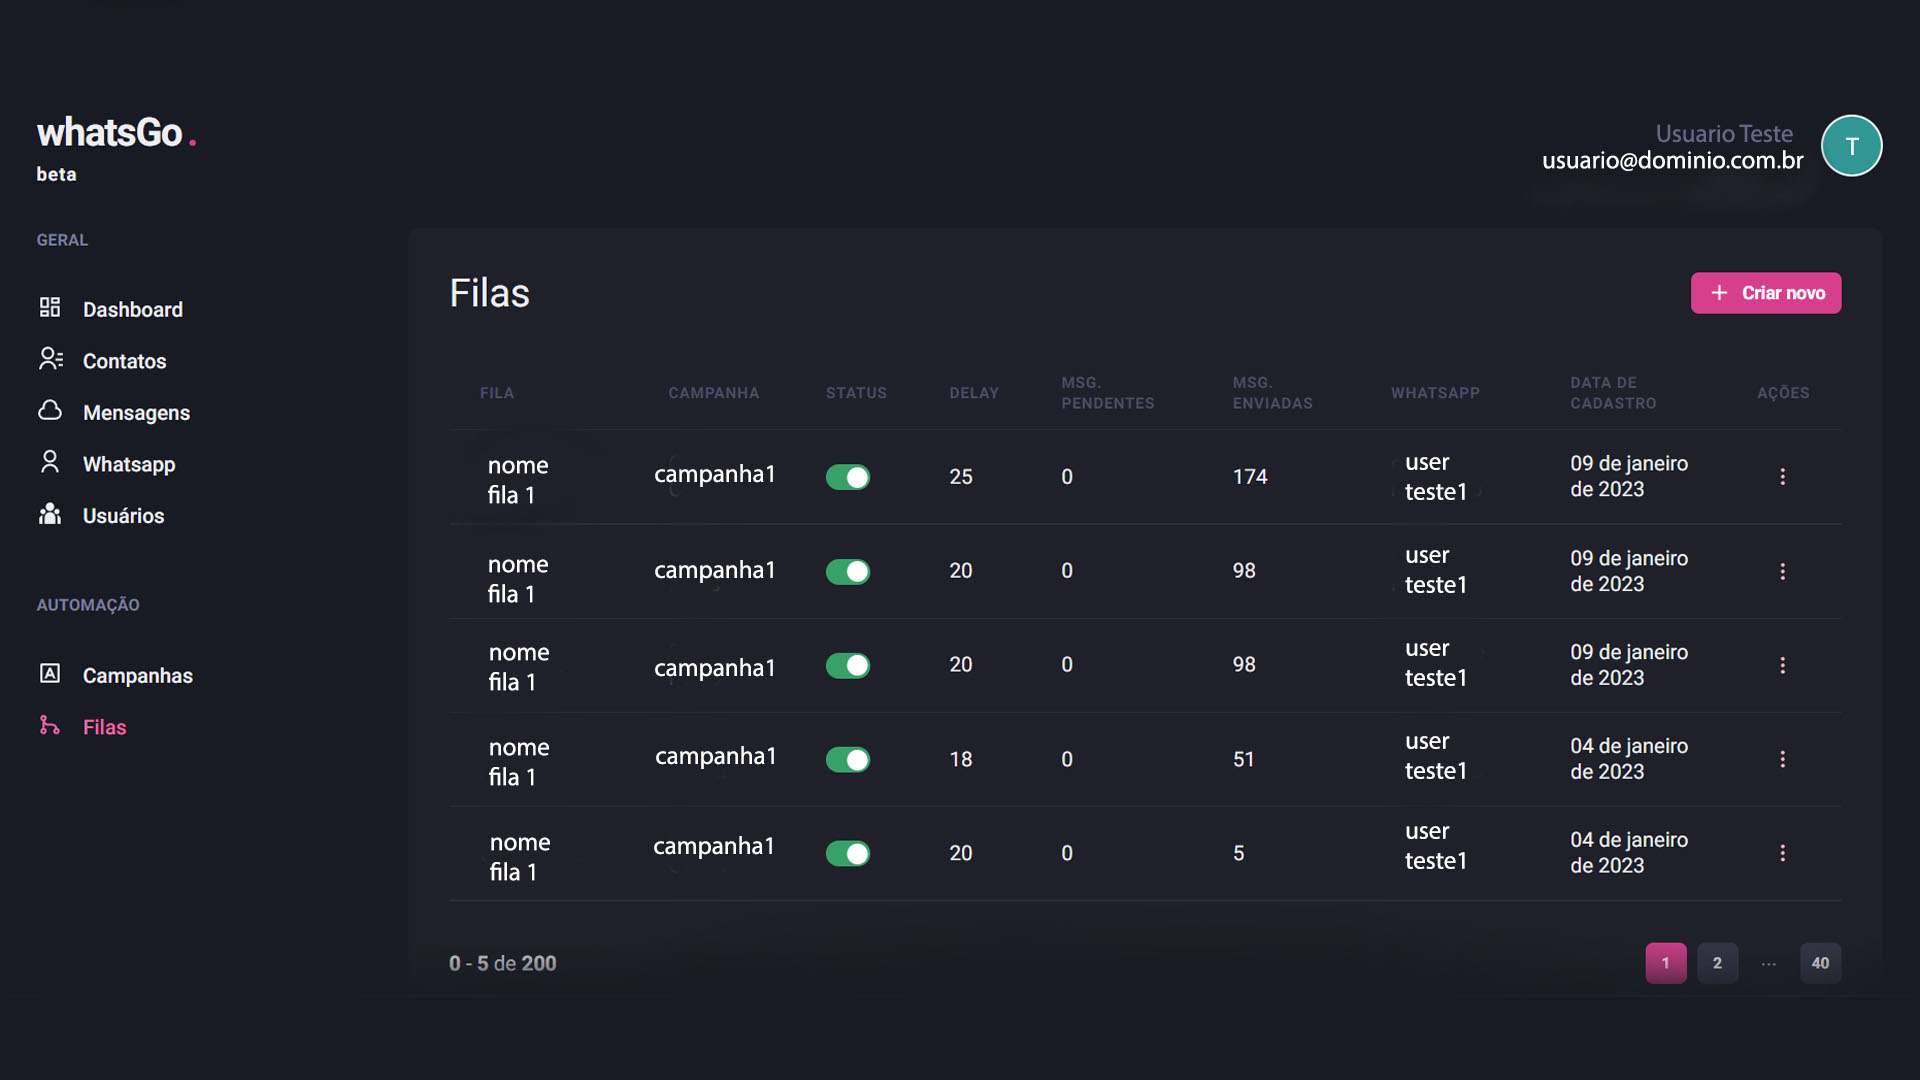 whatsGo.
beta
Usuario Teste
usuario@dominio.com.br
T
GERAL
Dashboard
Contatos
Mensagens
Whatsapp
Usuários
AUTOMAÇÃO
Campanhas
Filas
Filas
+ Criar novo
FILA CAMPANHA STATUS DELAY MSG. PENDENTES MSG. ENVIADAS WHATSAPP DATA DE CADASTRO AÇÕES
nome fila 1 campanha1 25 0 174 user teste1 09 de janeiro de 2023
nome fila 1 campanha1 20 0 98 user teste1 09 de janeiro de 2023
nome fila 1 campanha1 20 0 98 user teste1 09 de janeiro de 2023
nome fila 1 campanha1 18 0 51 user teste1 04 de janeiro de 2023
nome fila 1 campanha1 20 0 5 user teste1 04 de janeiro de 2023
0 - 5 de 200
1 2 ... 40